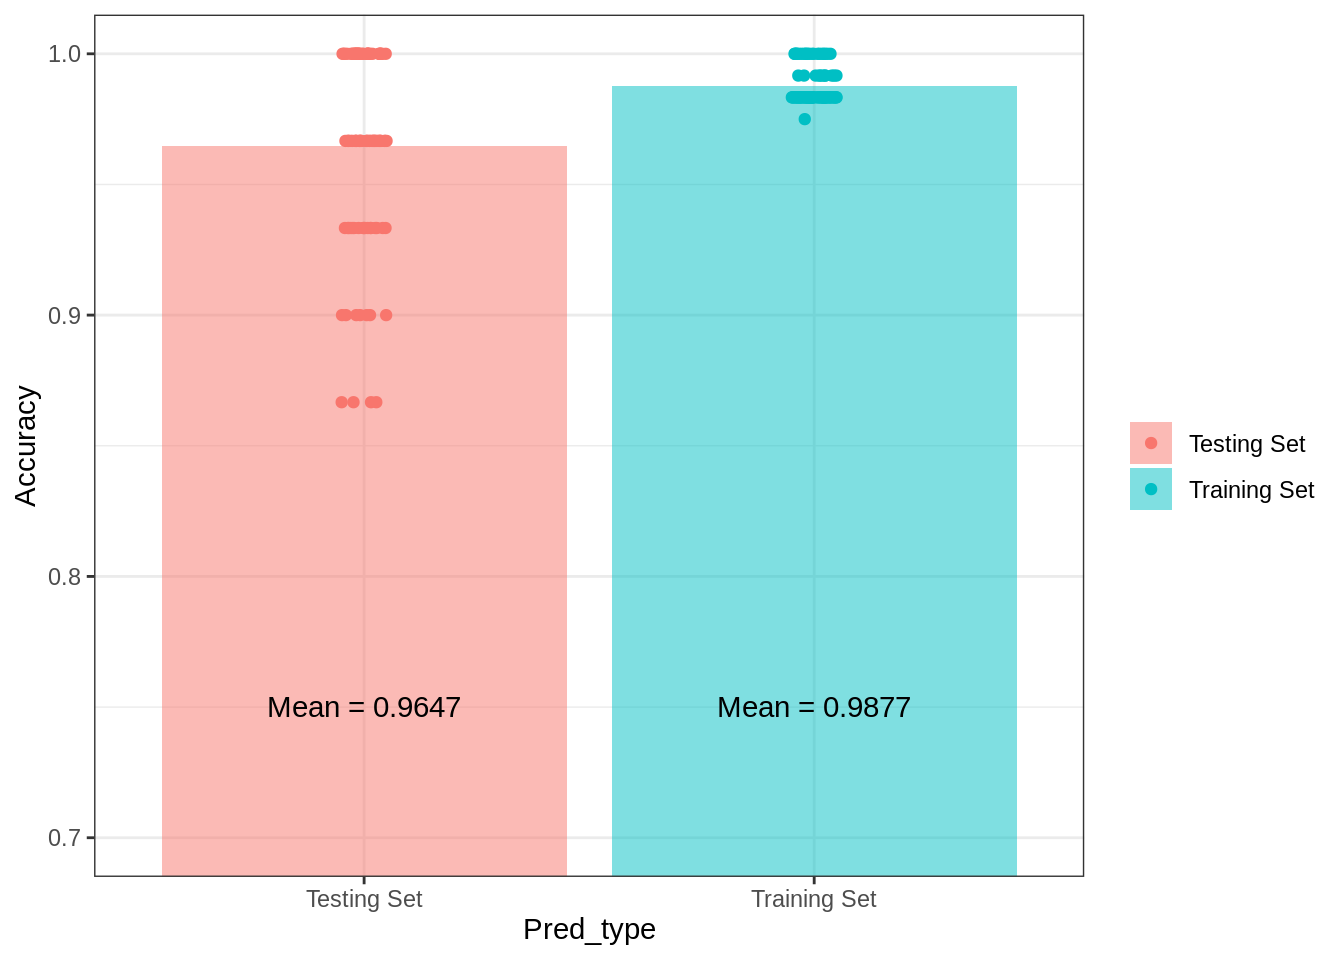 1.0
0.9
0.8
0.7
Accuracy
Mean = 0.9647
Mean = 0.9877
Testing Set
Training Set
Pred_type
Testing Set
Training Set